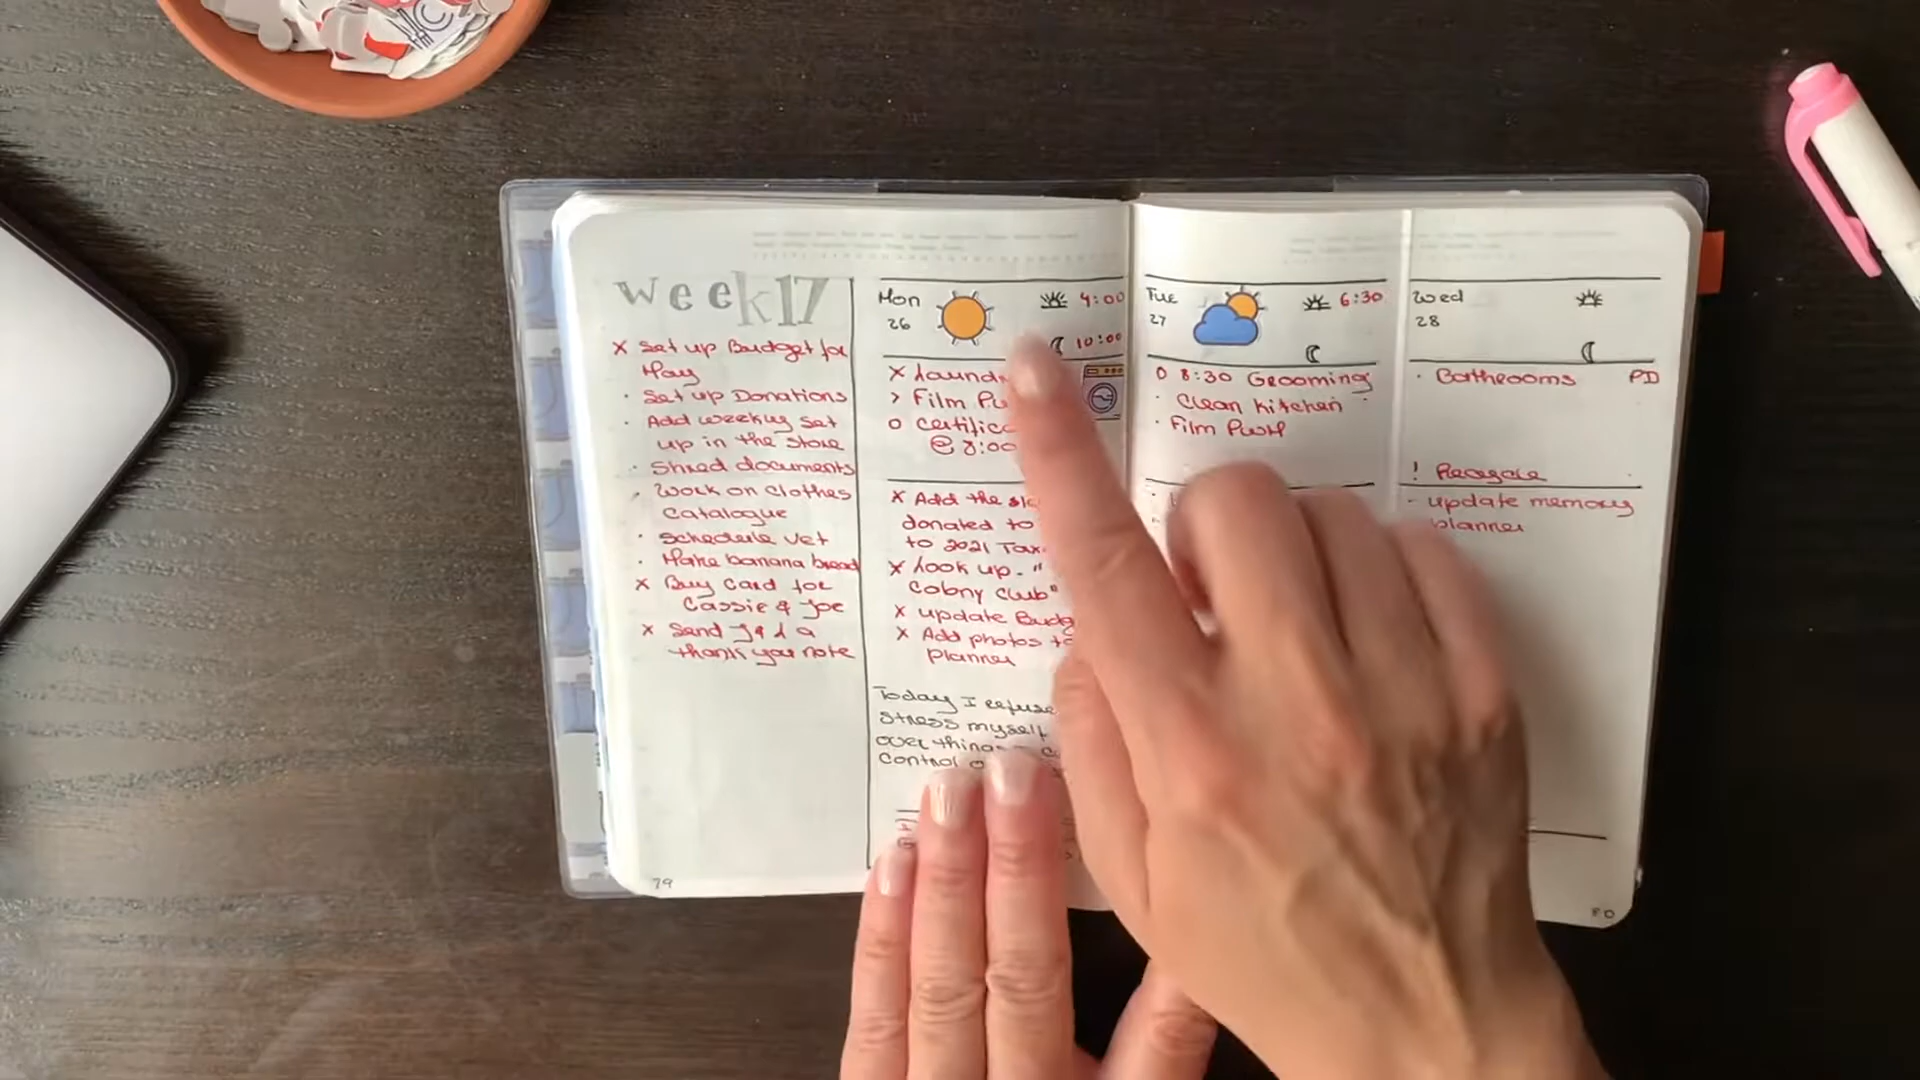 week17
x Set up Budget for
May
· Set up Donations
· Add weekly set
up in the store
· Shred documents
· Work on clothes
catalogue
· Schedule vet
· Make banana bread
x Buy card for
Cassie & Joe
x Send J & J a
thank you note
79
Mon
26
4:00
10:00
x Laund
> Film
o certific
@ 8:00
x Add the
donated to
to 2021 Tax
x Look up - "
Colony Club"
x update Budg
x Add photos to
planner
Today I refuse
stress myself
over things
control
Tue
27
6:30
o 8:30 Grooming
· Clean Kitchen
· Film PWM
Wed
28
· Bathrooms PD
! Recycle
- update memory
planner
80